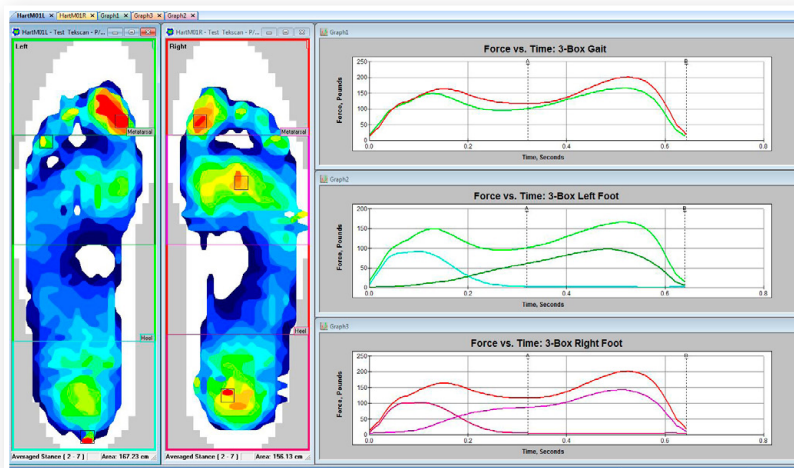 HartM01L × HartM01R × Graph1 × Graph3 × Graph2 ×
HartM01L - Test Tekscan - P/...
Left
Metatarsal
Heel
Averaged Stance [ 2 - 7 ] Area: 167.23 cm
HartM01R - Test Tekscan - P/...
Right
Metatarsal
Heel
Averaged Stance [ 2 - 7 ] Area: 156.13 cm
Graph1
Force vs. Time: 3-Box Gait
Force, Pounds
250
200
150
100
50
0
A
B
0.0 0.2 0.4 0.6 0.8
Time, Seconds
Graph2
Force vs. Time: 3-Box Left Foot
Force, Pounds
200
150
100
50
0
A
B
0.0 0.2 0.4 0.6 0.8
Time, Seconds
Graph3
Force vs. Time: 3-Box Right Foot
Force, Pounds
250
200
150
100
50
0
A
0.0 0.2 0.4 0.6 0.8
Time, Seconds